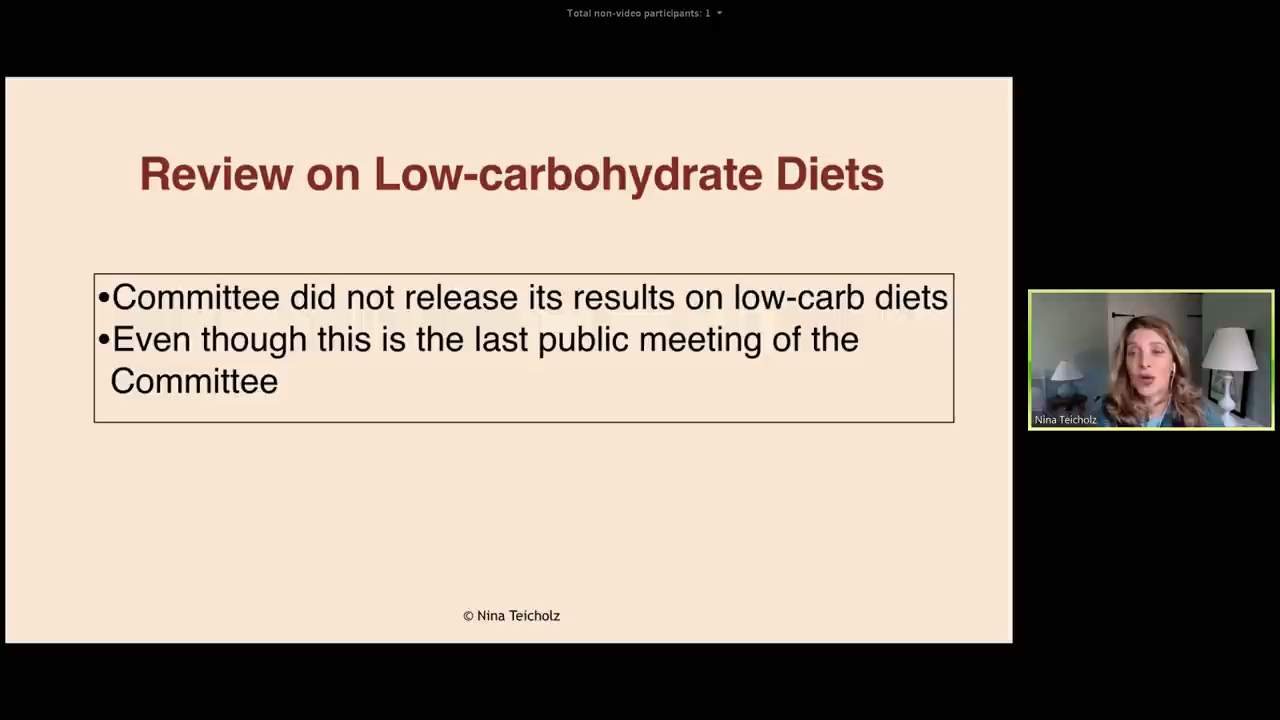 Total non-video participants: 1
Review on Low-carbohydrate Diets
•Committee did not release its results on low-carb diets
•Even though this is the last public meeting of the
Committee
Nina Teicholz
© Nina Teicholz